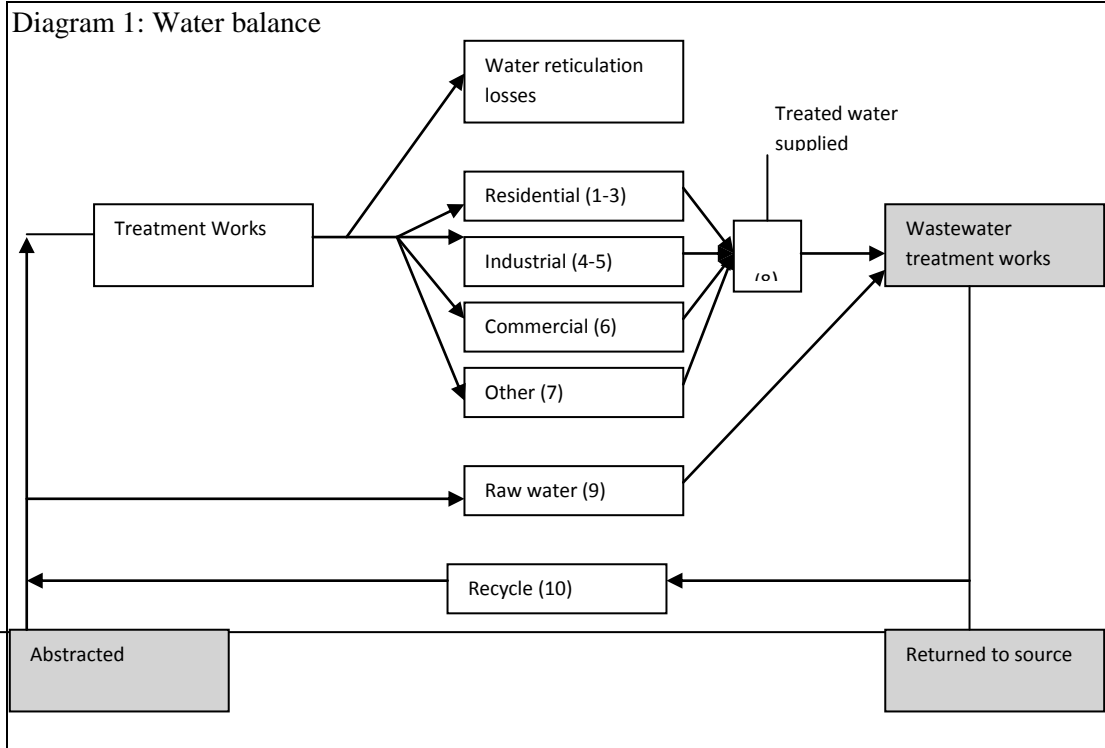 Diagram 1: Water balance
Water reticulation
losses
Treated water
supplied
Residential (1-3)
Treatment Works
Wastewater
treatment works
Industrial (4-5)
(8)
Commercial (6)
Other (7)
Raw water (9)
Recycle (10)
Abstracted
Returned to source